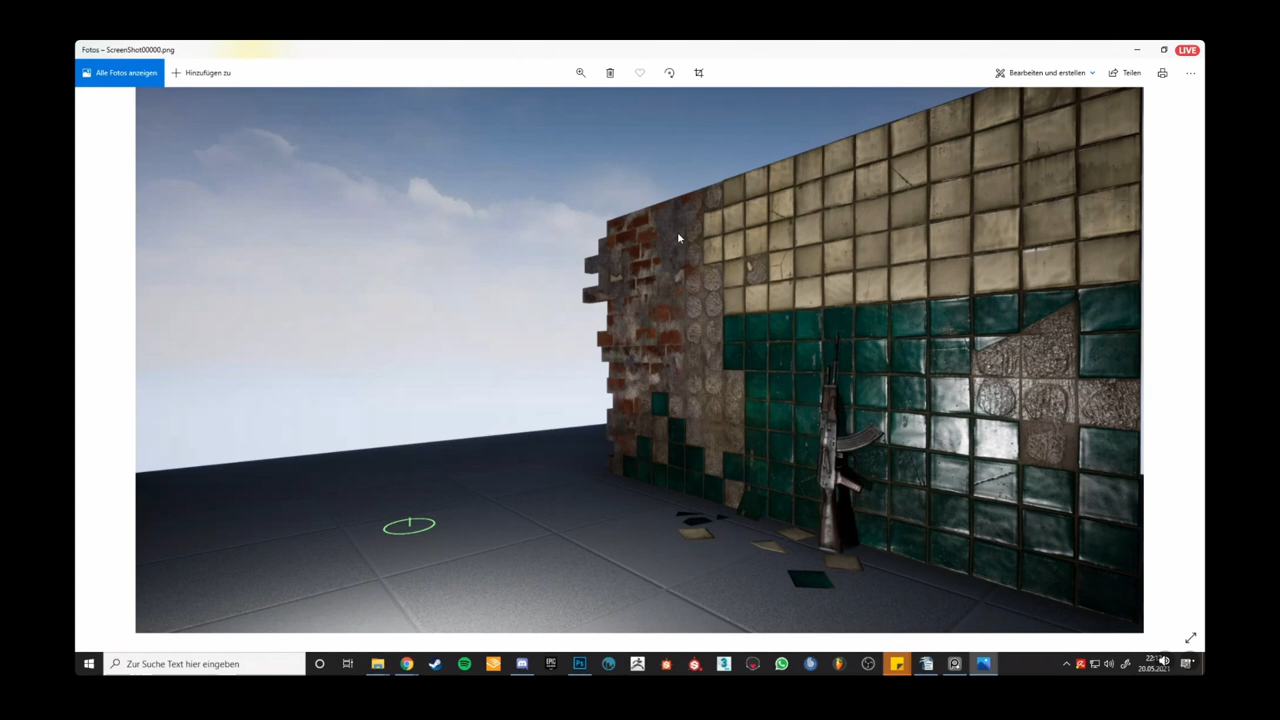 Fotos – ScreenShot00000.png
LIVE
Alle Fotos anzeigen
Hinzufügen zu
Bearbeiten und erstellen
Teilen
Zur Suche Text hier eingeben
20.05.2021